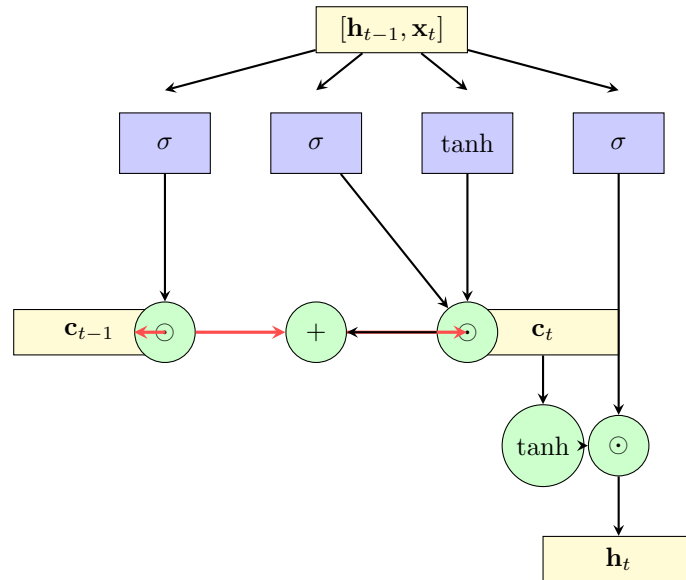 [h_{t−1}, x_t]
σ σ tanh σ
c_{t−1} ⊙ + ⊙ c_t
tanh ⊙
h_t